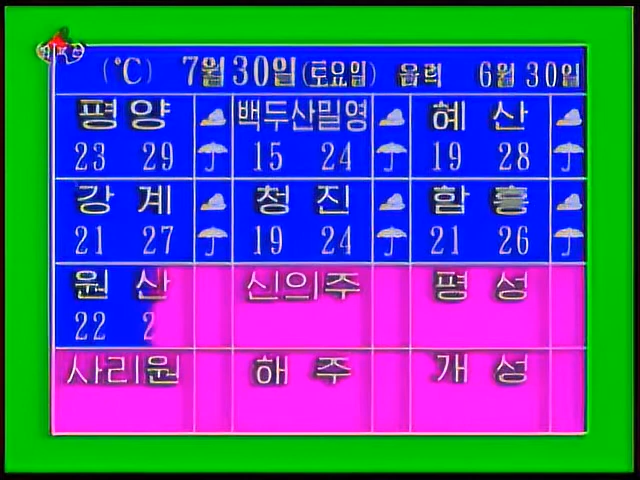 (℃) 7월 30일 (토요일) 음력 6월 30일
평양 백두산밀영 혜산
23 29 15 24 19 28
강계 청진 함흥
21 27 19 24 21 26
원산 신의주 평성
22 2
사리원 해주 개성